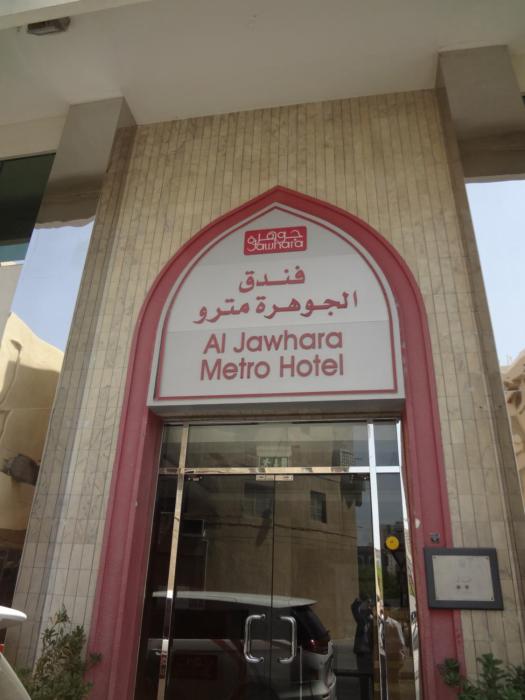 جوهرة
Jawhara
فندق
الجوهرة مترو
Al Jawhara
Metro Hotel